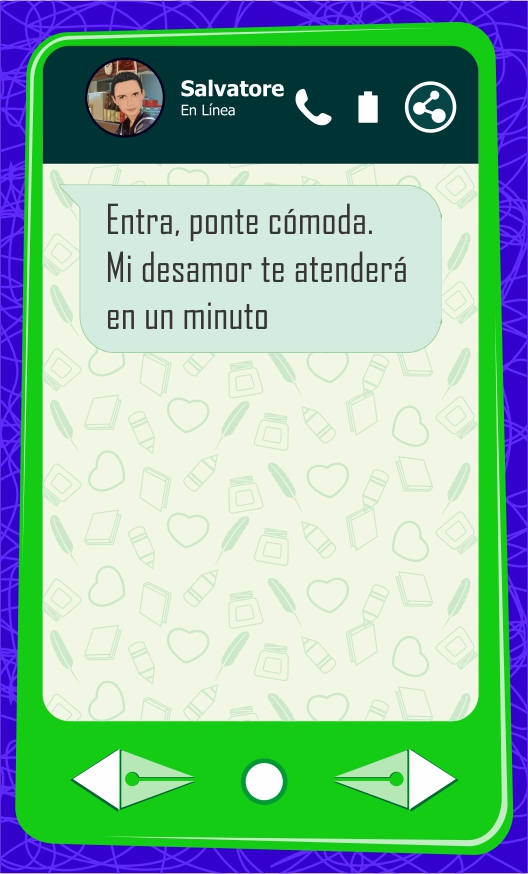 Salvatore
En Línea
Entra, ponte cómoda.
Mi desamor te atenderá
en un minuto